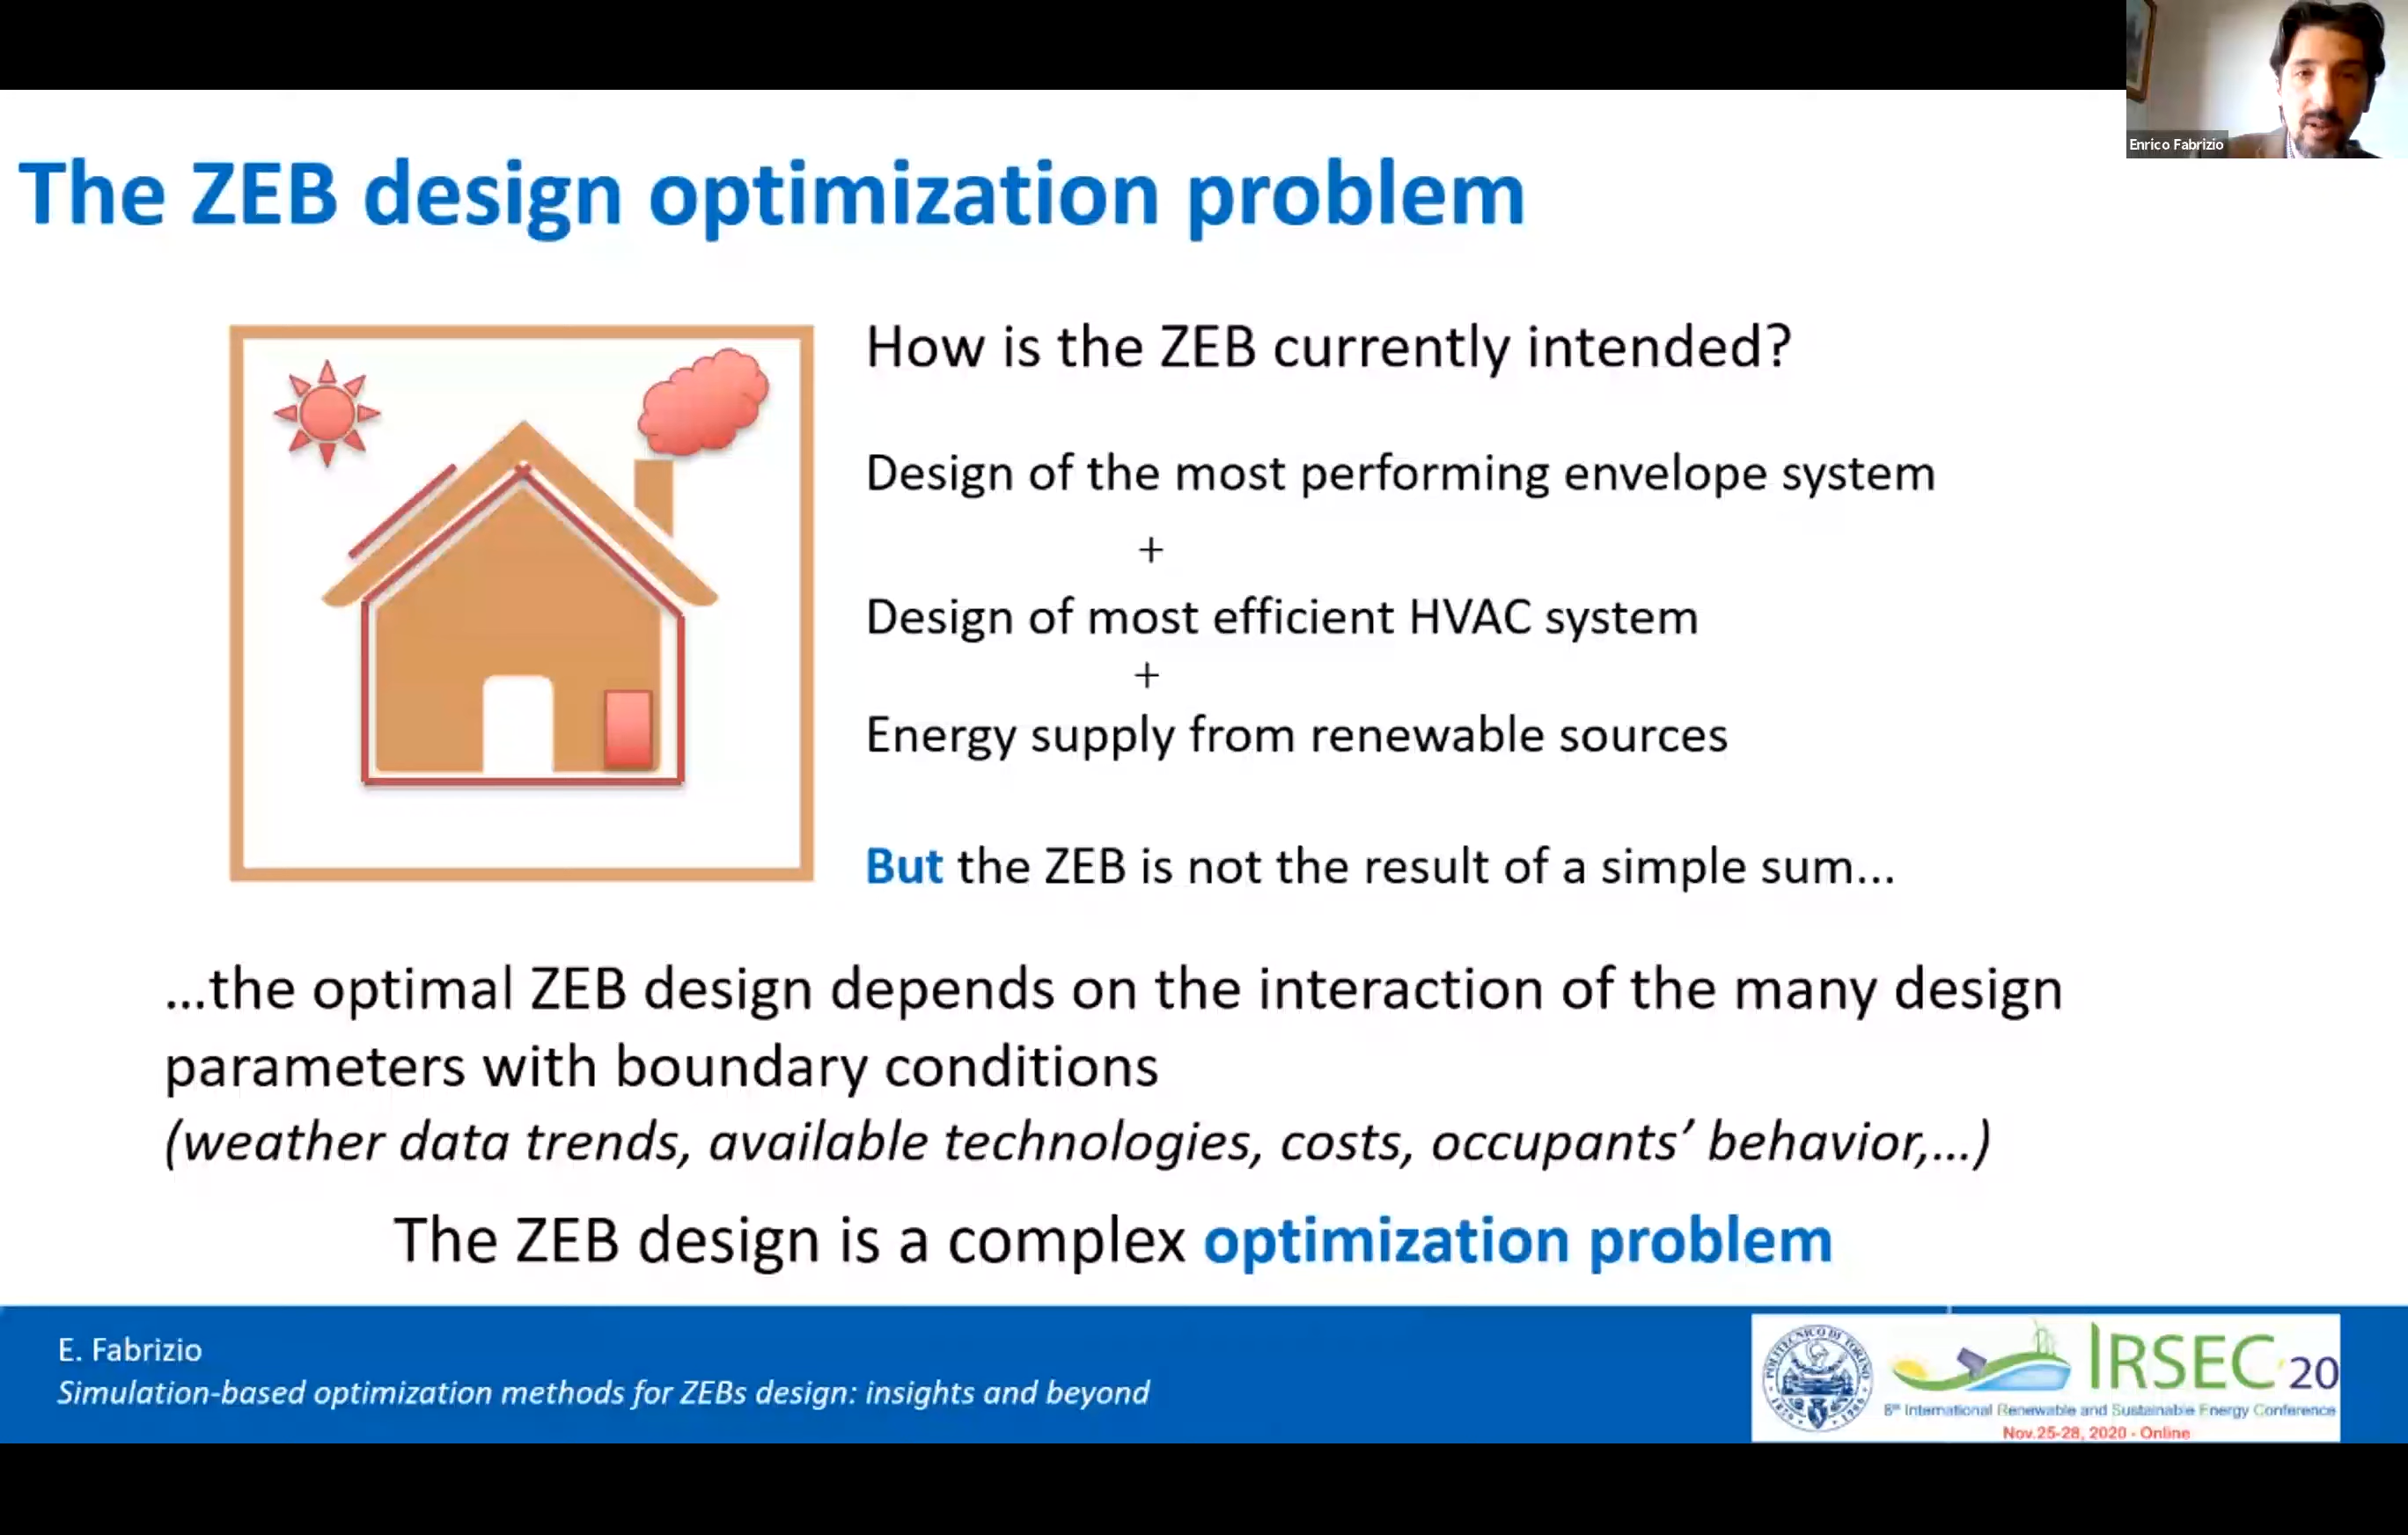 Enrico Fabrizio
The ZEB design optimization problem
How is the ZEB currently intended?
Design of the most performing envelope system
+
Design of most efficient HVAC system
+
Energy supply from renewable sources
But the ZEB is not the result of a simple sum...
...the optimal ZEB design depends on the interaction of the many design
parameters with boundary conditions
(weather data trends, available technologies, costs, occupants’ behavior,...)
The ZEB design is a complex optimization problem
E. Fabrizio
Simulation-based optimization methods for ZEBs design: insights and beyond
POLITECNICO DI TORINO
IRSEC'20
8th International Renewable and Sustainable Energy Conference
Nov.25-28, 2020 - Online